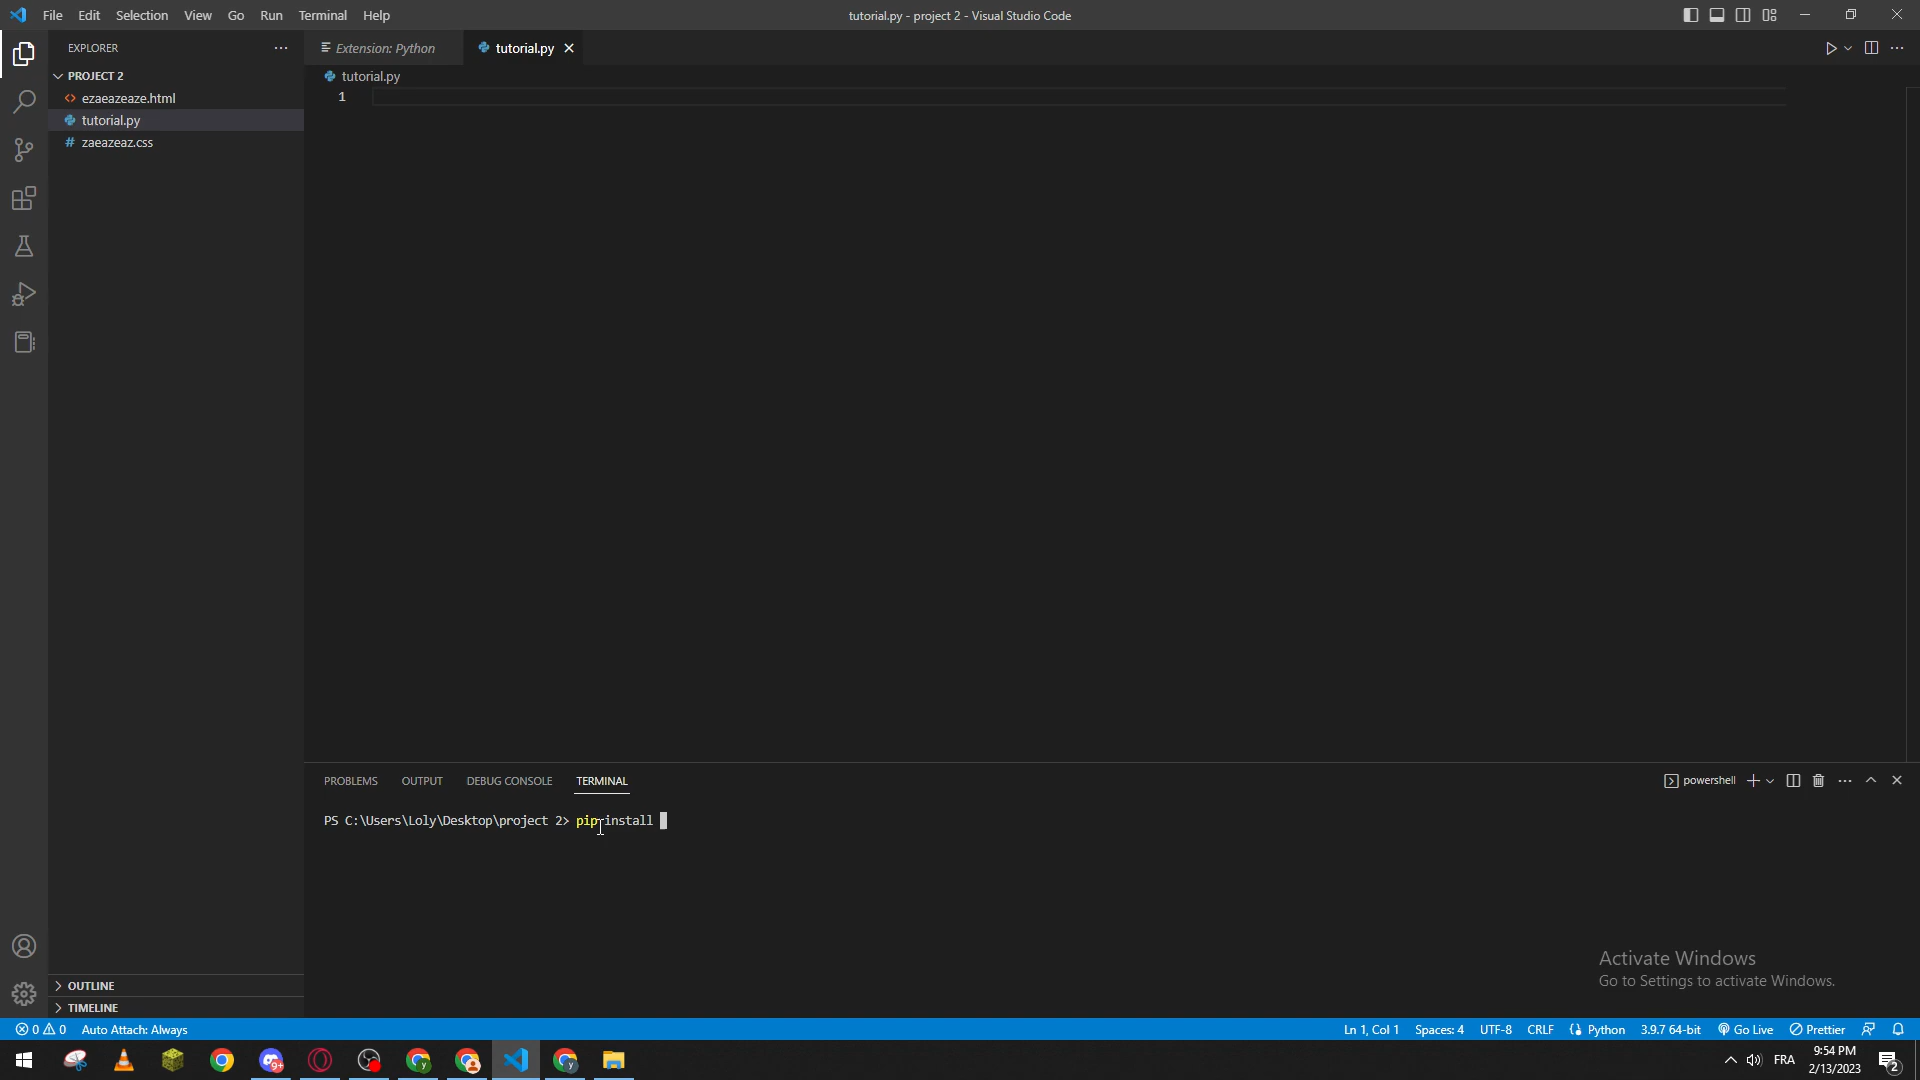 File Edit Selection View Go Run Terminal Help
tutorial.py - project 2 - Visual Studio Code
EXPLORER
Extension: Python
tutorial.py
PROJECT 2
tutorial.py
ezaeazeaze.html
1
tutorial.py
zaeazeaz.css
PROBLEMS OUTPUT DEBUG CONSOLE TERMINAL
powershell
PS C:\Users\Loly\Desktop\project 2> pip install
Activate Windows
Go to Settings to activate Windows.
OUTLINE
TIMELINE
0 0 Auto Attach: Always
Ln 1, Col 1 Spaces: 4 UTF-8 CRLF Python 3.9.7 64-bit Go Live Prettier
9+
y
y
FRA
9:54 PM
2/13/2023
2